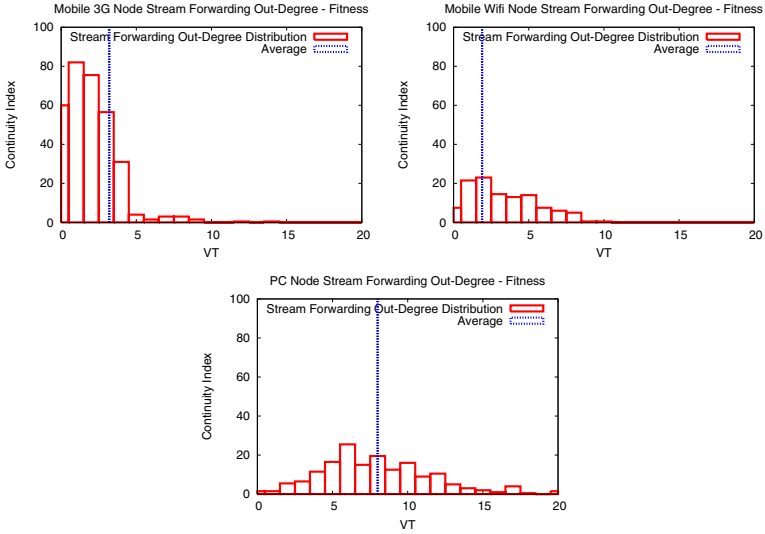 Mobile 3G Node Stream Forwarding Out-Degree - Fitness
100
80
60
40
20
0
Continuity Index
Stream Forwarding Out-Degree Distribution
Average
0 5 10 15 20
VT
Mobile Wifi Node Stream Forwarding Out-Degree - Fitness
100
80
60
40
20
0
Continuity Index
Stream Forwarding Out-Degree Distribution
Average
0 5 10 15 20
VT
PC Node Stream Forwarding Out-Degree - Fitness
100
80
60
40
20
0
Continuity Index
Stream Forwarding Out-Degree Distribution
Average
0 5 10 15 20
VT